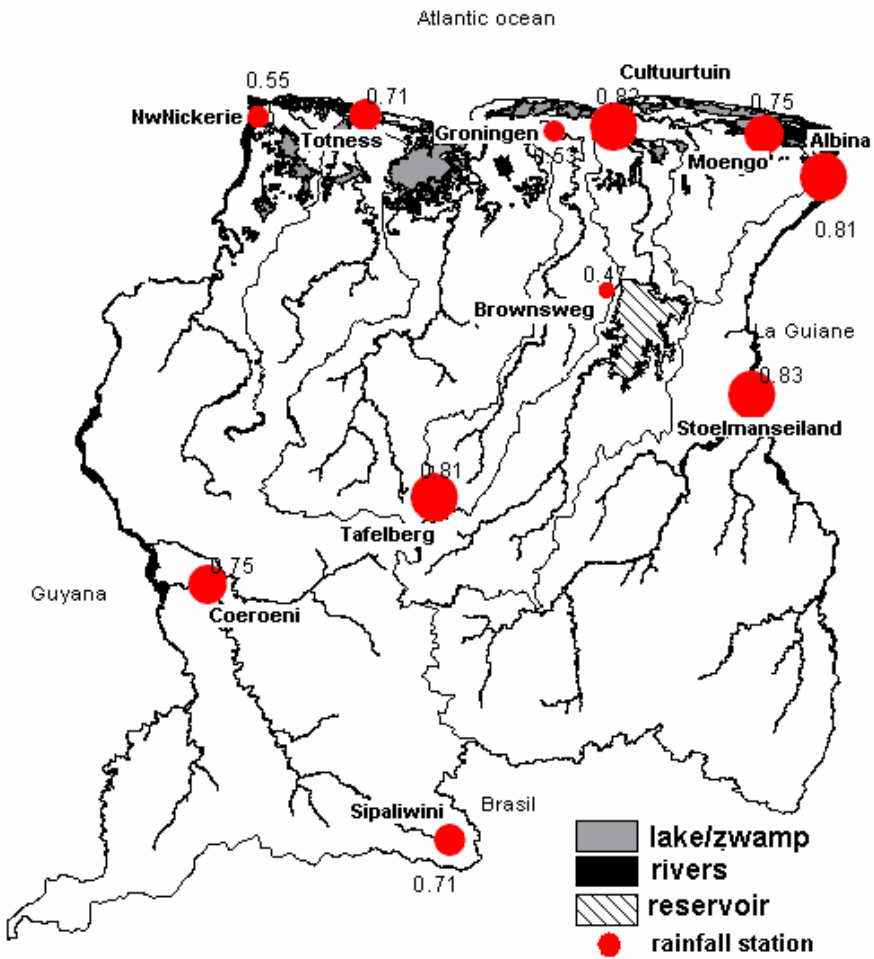 Atlantic ocean
Cultuurtuin
0.55
0.71
0.82
0.75
NwNickerie
Totness
Groningen
Albina
0.53
Moengo
0.81
0.47
Brownsweg
La Guiane
0.83
Stoelmanseiland
0.81
Tafelberg
1
0.75
Guyana
Coeroeni
Sipaliwini
Brasil
0.71
lake/zwamp
rivers
reservoir
rainfall station